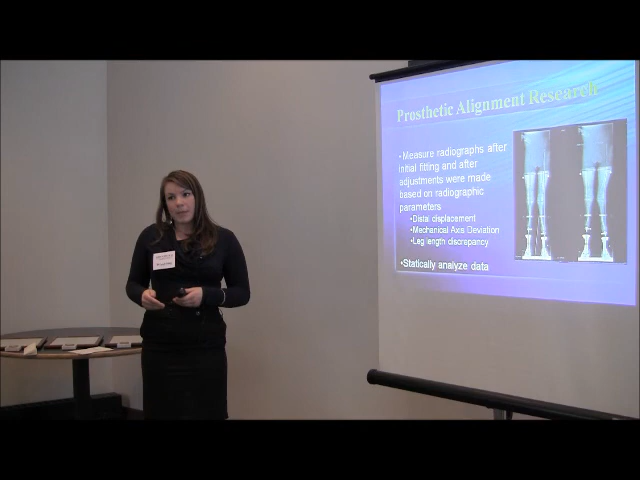 Prosthetic Alignment Research
•Measure radiographs after
initial fitting and after
adjustments were made
based on radiographic
parameters
•Distal displacement
•Mechanical Axis Deviation
•Leg length discrepancy
•Statically analyze data